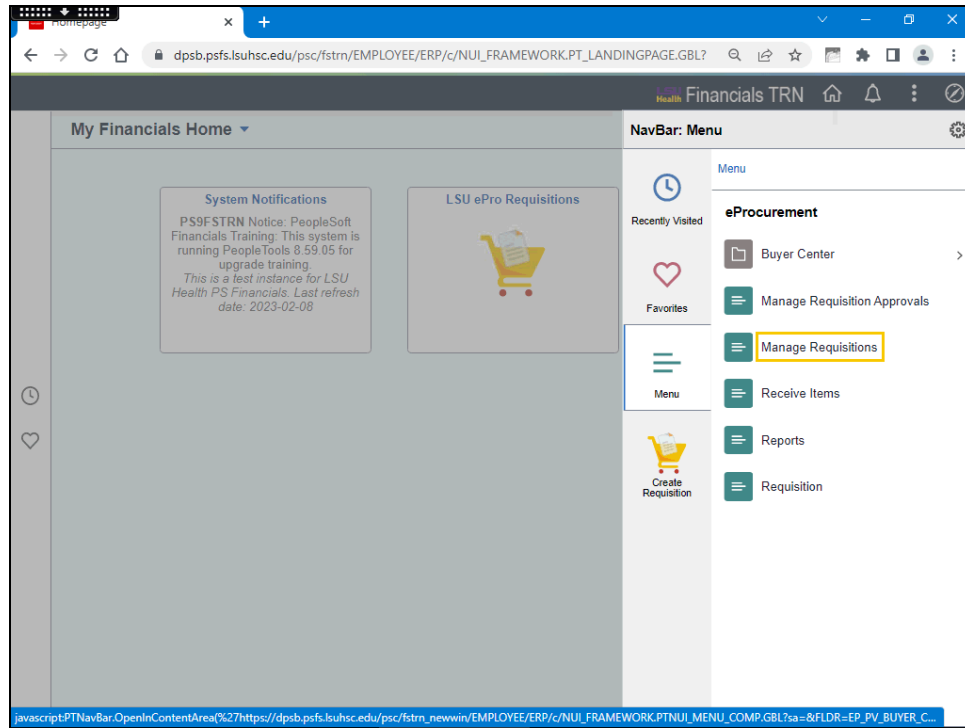 Homepage
dpsb.psfs.lsuhsc.edu/psc/fstrn/EMPLOYEE/ERP/c/NUI_FRAMEWORK.PT_LANDINGPAGE.GBL?
Health Financials TRN
My Financials Home
NavBar: Menu
System Notifications
PS9FSTRN Notice: PeopleSoft
Financials Training: This system is
running PeopleTools 8.59.05 for
upgrade training.
This is a test instance for LSU
Health PS Financials. Last refresh
date: 2023-02-08
LSU ePro Requisitions
Recently Visited
Favorites
Menu
Create
Requisition
Menu
eProcurement
Buyer Center
Manage Requisition Approvals
Manage Requisitions
Receive Items
Reports
Requisition
javascript:PTNavBar.OpenInContentArea(%27https://dpsb.psfs.lsuhsc.edu/psc/fstrn_newwin/EMPLOYEE/ERP/c/NUI_FRAMEWORK.PTNUI_MENU_COMP.GBL?sa=&FLDR=EP_PV_BUYER_C...